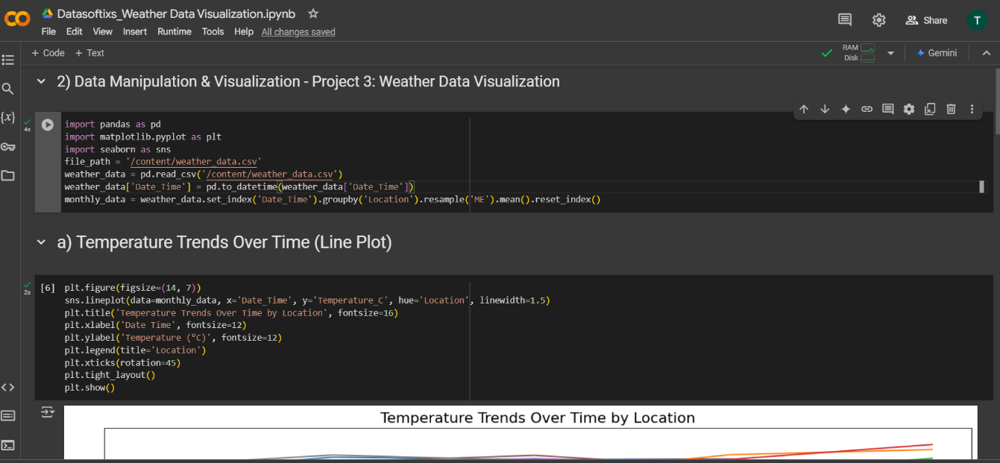 Datasoftixs_Weather Data Visualization.ipynb
File Edit View Insert Runtime Tools Help All changes saved
Share
T
+ Code + Text
RAM
Disk
Gemini
2) Data Manipulation & Visualization - Project 3: Weather Data Visualization
4s
import pandas as pd
import matplotlib.pyplot as plt
import seaborn as sns
file_path = '/content/weather_data.csv'
weather_data = pd.read_csv('/content/weather_data.csv')
weather_data['Date_Time'] = pd.to_datetime(weather_data['Date_Time'])
monthly_data = weather_data.set_index('Date_Time').groupby('Location').resample('ME').mean().reset_index()
a) Temperature Trends Over Time (Line Plot)
2s
[6] plt.figure(figsize=(14, 7))
sns.lineplot(data=monthly_data, x='Date_Time', y='Temperature_C', hue='Location', linewidth=1.5)
plt.title('Temperature Trends Over Time by Location', fontsize=16)
plt.xlabel('Date Time', fontsize=12)
plt.ylabel('Temperature (°C)', fontsize=12)
plt.legend(title='Location')
plt.xticks(rotation=45)
plt.tight_layout()
plt.show()
Temperature Trends Over Time by Location